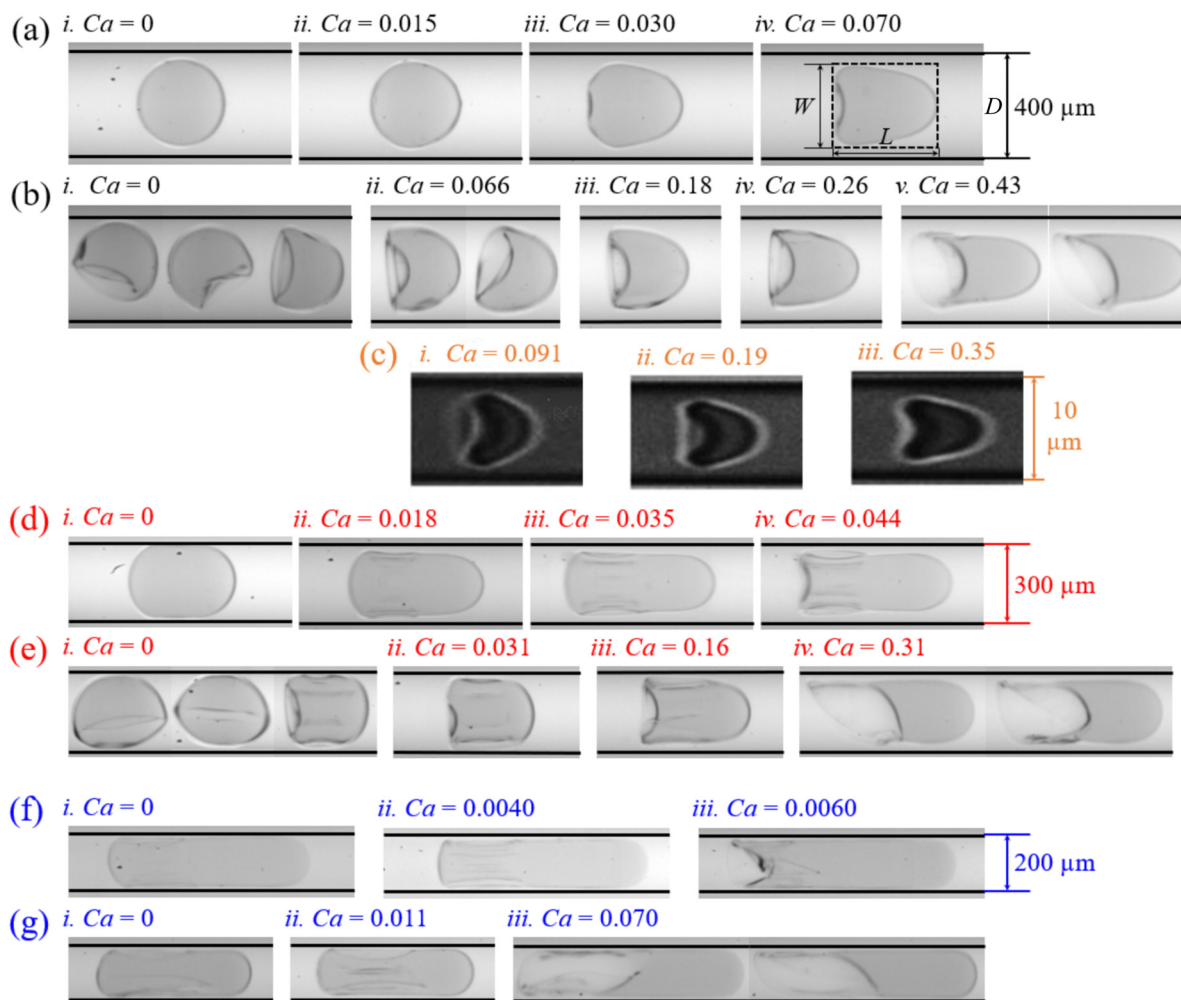 (a) i. Ca = 0 ii. Ca = 0.015 iii. Ca = 0.030 iv. Ca = 0.070
W L D 400 µm
(b) i. Ca = 0 ii. Ca = 0.066 iii. Ca = 0.18 iv. Ca = 0.26 v. Ca = 0.43
(c) i. Ca = 0.091 ii. Ca = 0.19 iii. Ca = 0.35
10
µm
(d) i. Ca = 0 ii. Ca = 0.018 iii. Ca = 0.035 iv. Ca = 0.044
300 µm
(e) i. Ca = 0 ii. Ca = 0.031 iii. Ca = 0.16 iv. Ca = 0.31
(f) i. Ca = 0 ii. Ca = 0.0040 iii. Ca = 0.0060
200 µm
(g) i. Ca = 0 ii. Ca = 0.011 iii. Ca = 0.070